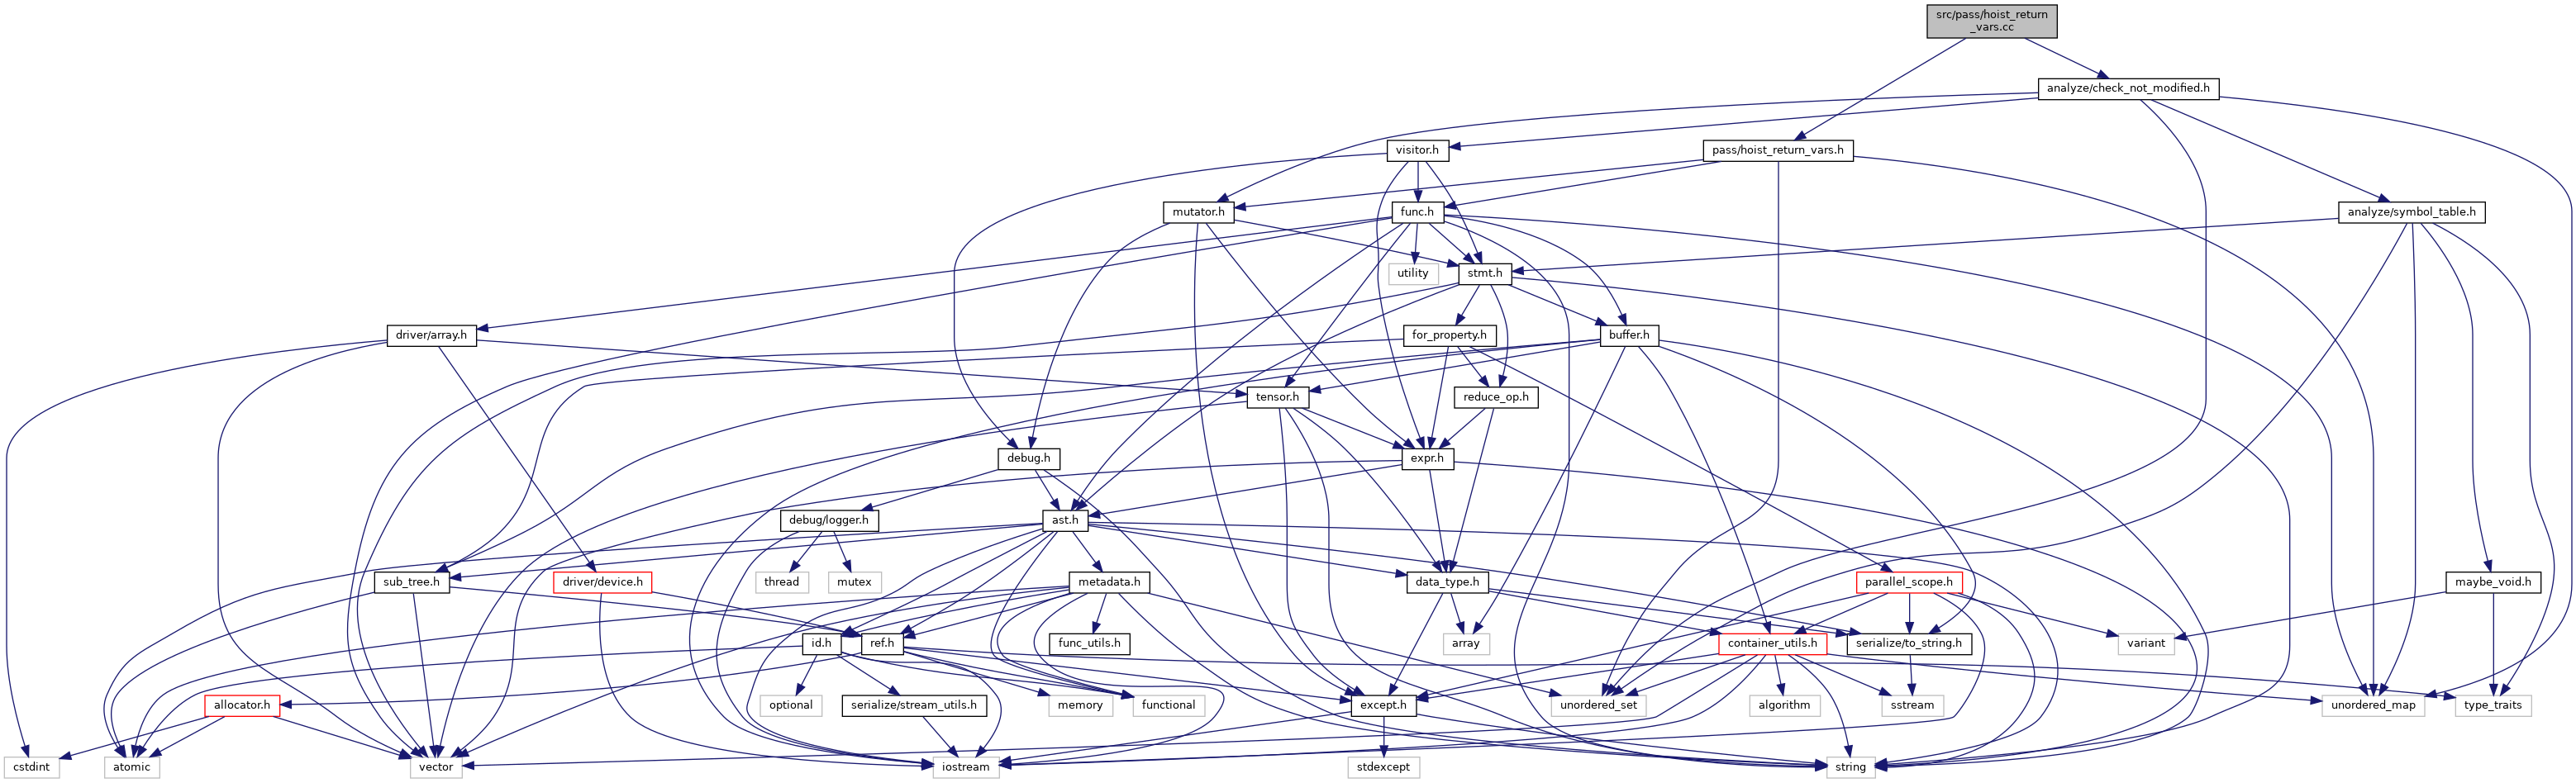 src/pass/hoist_return
_vars.cc
analyze/check_not_modified.h
visitor.h
pass/hoist_return_vars.h
mutator.h
func.h
analyze/symbol_table.h
utility
stmt.h
driver/array.h
for_property.h
buffer.h
tensor.h
reduce_op.h
debug.h
expr.h
debug/logger.h
ast.h
sub_tree.h
driver/device.h
thread
mutex
metadata.h
data_type.h
parallel_scope.h
maybe_void.h
id.h
ref.h
func_utils.h
array
container_utils.h
serialize/to_string.h
variant
allocator.h
optional
serialize/stream_utils.h
memory
functional
except.h
unordered_set
algorithm
sstream
unordered_map
type_traits
cstdint
atomic
vector
iostream
stdexcept
string